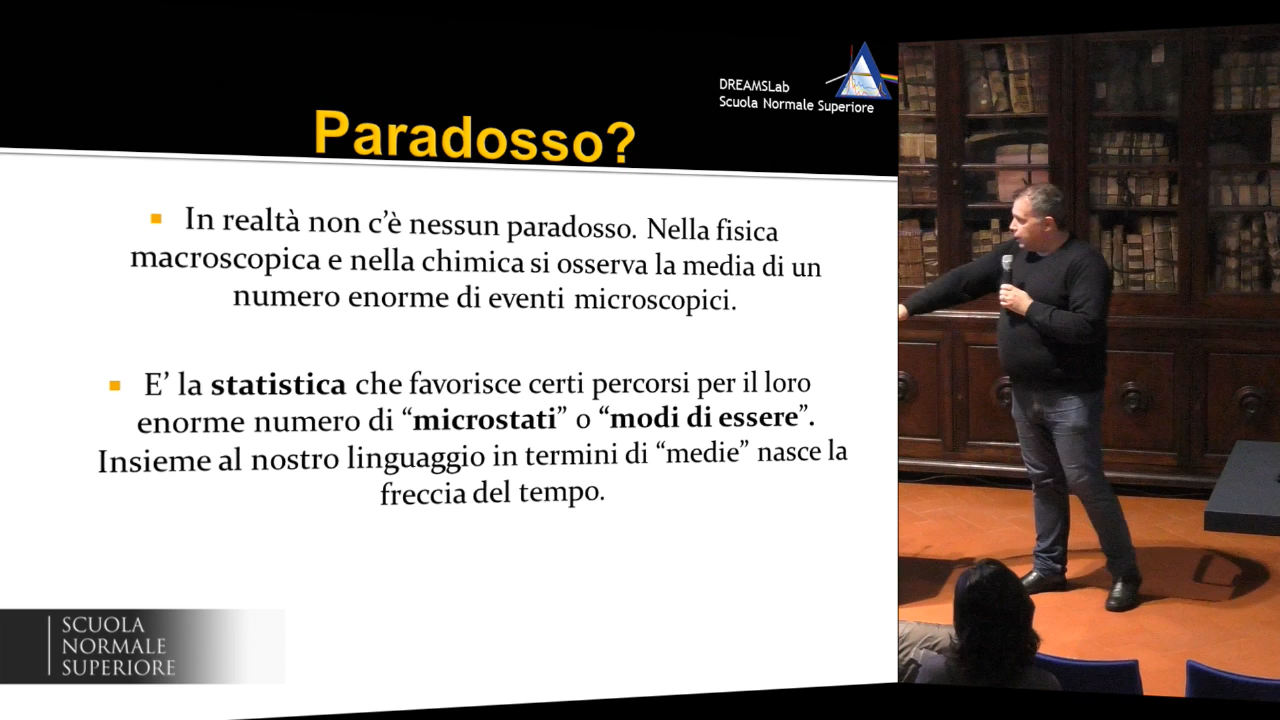 DREAMSLab
Scuola Normale Superiore
Paradosso?
In realtà non c’è nessun paradosso. Nella fisica
macroscopica e nella chimica si osserva la media di un
numero enorme di eventi microscopici.
E’ la statistica che favorisce certi percorsi per il loro
enorme numero di “microstati” o “modi di essere”.
Insieme al nostro linguaggio in termini di “medie” nasce la
freccia del tempo.
SCUOLA
NORMALE
SUPERIORE